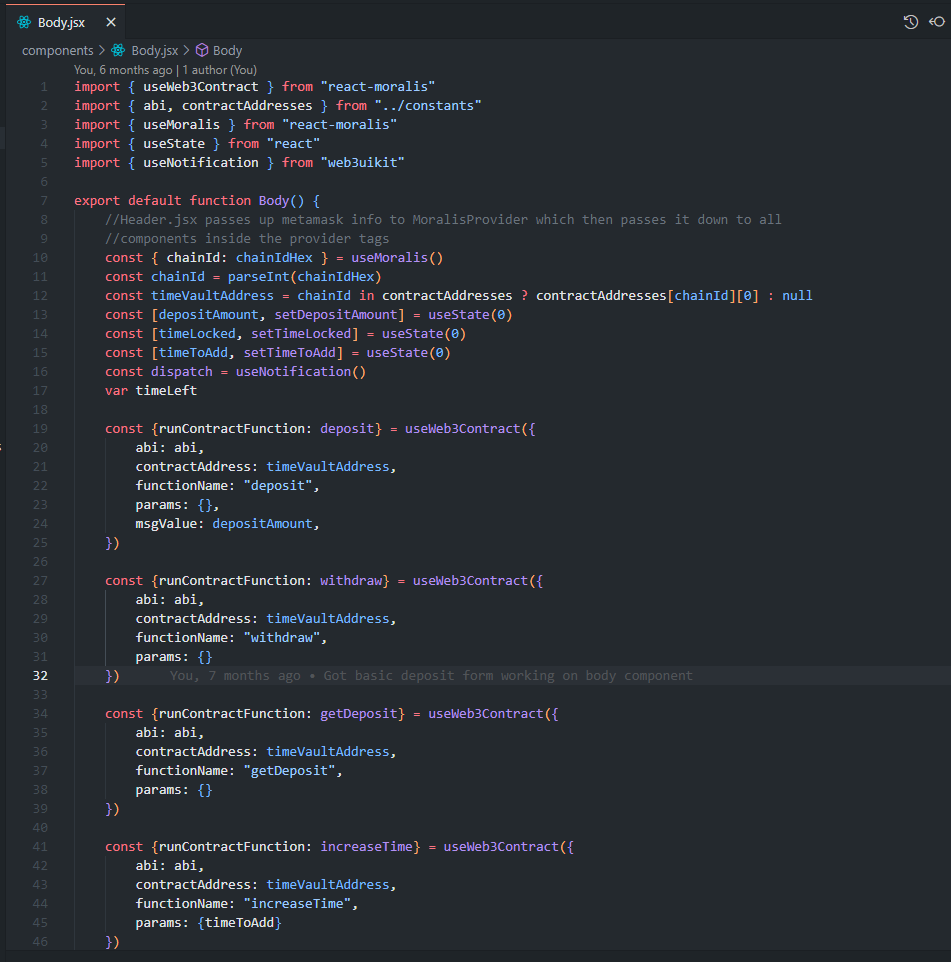 Body.jsx
components > Body.jsx > Body
You, 6 months ago | 1 author (You)
1 import { useWeb3Contract } from "react-moralis"
2 import { abi, contractAddresses } from "../constants"
3 import { useMoralis } from "react-moralis"
4 import { useState } from "react"
5 import { useNotification } from "web3uikit"
6
7 export default function Body() {
8     //Header.jsx passes up metamask info to MoralisProvider which then passes it down to all
9     //components inside the provider tags
10     const { chainId: chainIdHex } = useMoralis()
11     const chainId = parseInt(chainIdHex)
12     const timeVaultAddress = chainId in contractAddresses ? contractAddresses[chainId][0] : null
13     const [depositAmount, setDepositAmount] = useState(0)
14     const [timeLocked, setTimeLocked] = useState(0)
15     const [timeToAdd, setTimeToAdd] = useState(0)
16     const dispatch = useNotification()
17     var timeLeft
18
19     const {runContractFunction: deposit} = useWeb3Contract({
20         abi: abi,
21         contractAddress: timeVaultAddress,
22         functionName: "deposit",
23         params: {},
24         msgValue: depositAmount,
25     })
26
27     const {runContractFunction: withdraw} = useWeb3Contract({
28         abi: abi,
29         contractAddress: timeVaultAddress,
30         functionName: "withdraw",
31         params: {}
32     })     You, 7 months ago • Got basic deposit form working on body component
33
34     const {runContractFunction: getDeposit} = useWeb3Contract({
35         abi: abi,
36         contractAddress: timeVaultAddress,
37         functionName: "getDeposit",
38         params: {}
39     })
40
41     const {runContractFunction: increaseTime} = useWeb3Contract({
42         abi: abi,
43         contractAddress: timeVaultAddress,
44         functionName: "increaseTime",
45         params: {timeToAdd}
46     })